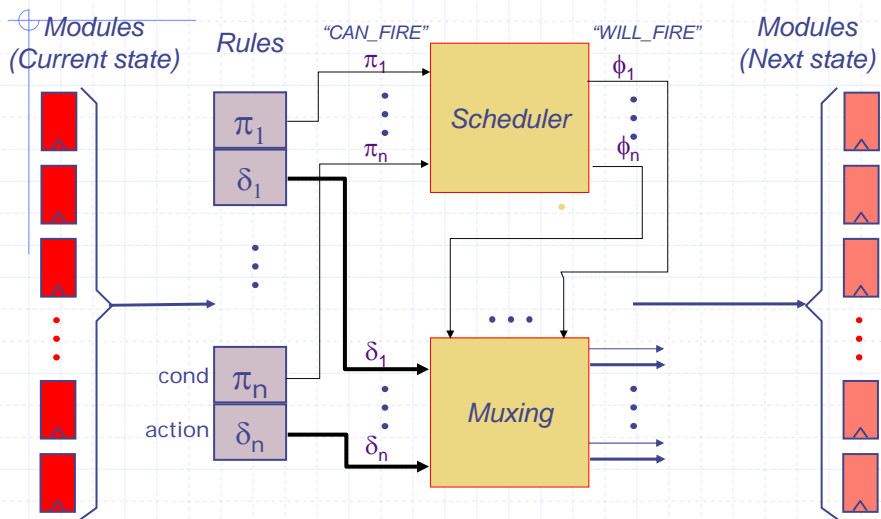 Modules
(Current state)
Rules
“CAN_FIRE”
“WILL_FIRE”
Modules
(Next state)
π1
πn
Scheduler
ϕ1
ϕn
π1
δ1
cond
πn
action
δn
δ1
δn
Muxing